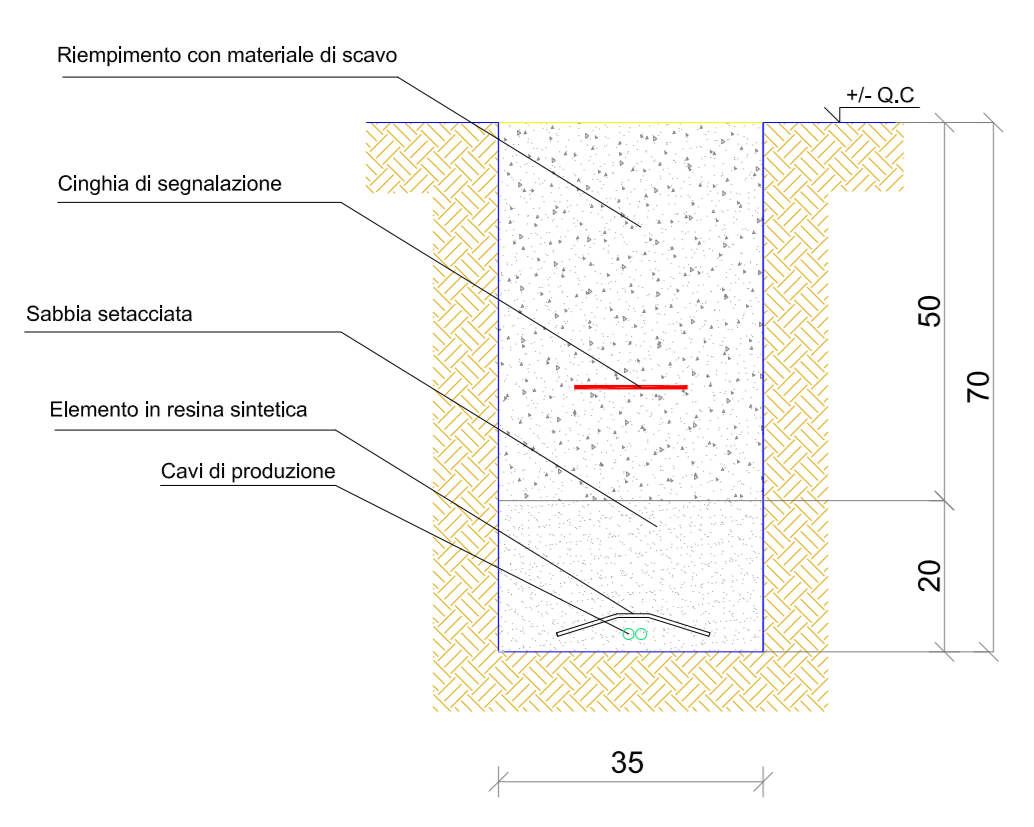 Riempimento con materiale di scavo
+/- Q.C
Cinghia di segnalazione
Sabbia setacciata
50
70
Elemento in resina sintetica
Cavi di produzione
20
35